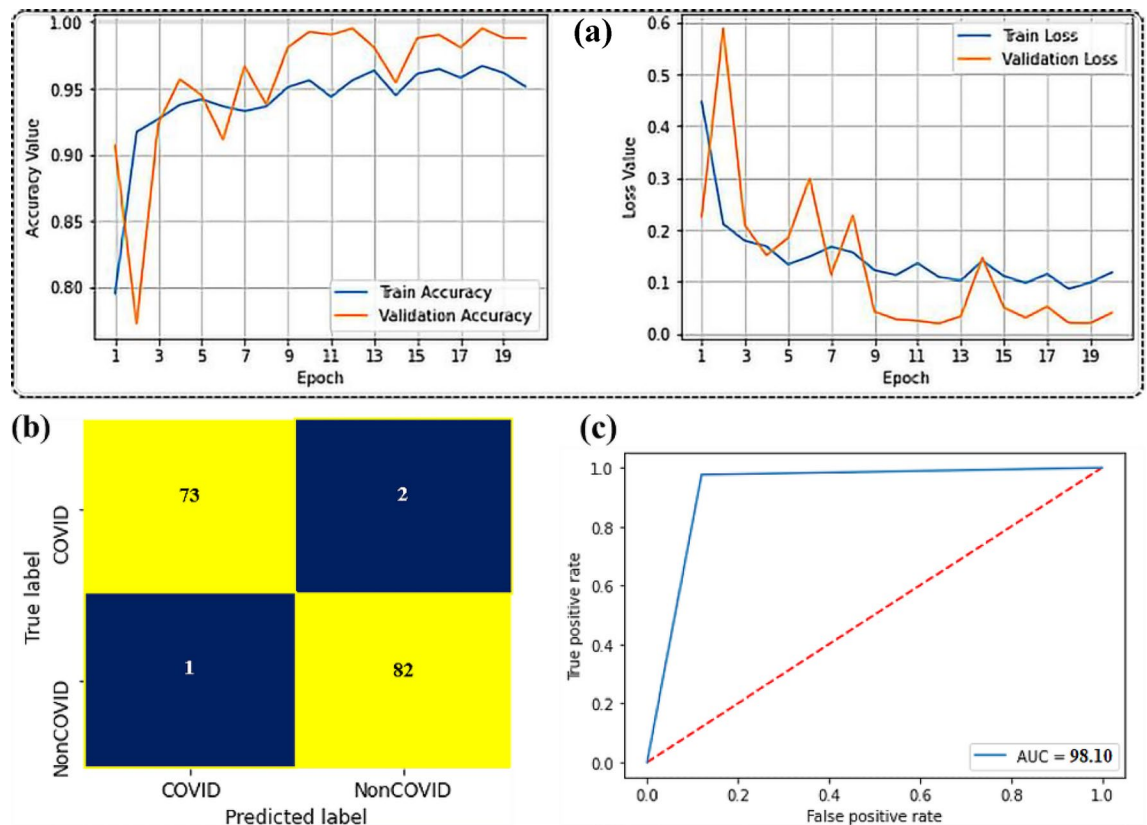 (a)
1.00
0.95
0.90
0.85
0.80
Accuracy Value
Train Accuracy
Validation Accuracy
1 3 5 7 9 11 13 15 17 19
Epoch
0.6
0.5
0.4
0.3
0.2
0.1
0.0
Loss Value
Train Loss
Validation Loss
1 3 5 7 9 11 13 15 17 19
Epoch
(b)
True label
COVID
NonCOVID
73 2
1 82
COVID NonCOVID
Predicted label
(c)
1.0
0.8
0.6
0.4
0.2
0.0
True positive rate
AUC = 98.10
0.0 0.2 0.4 0.6 0.8 1.0
False positive rate